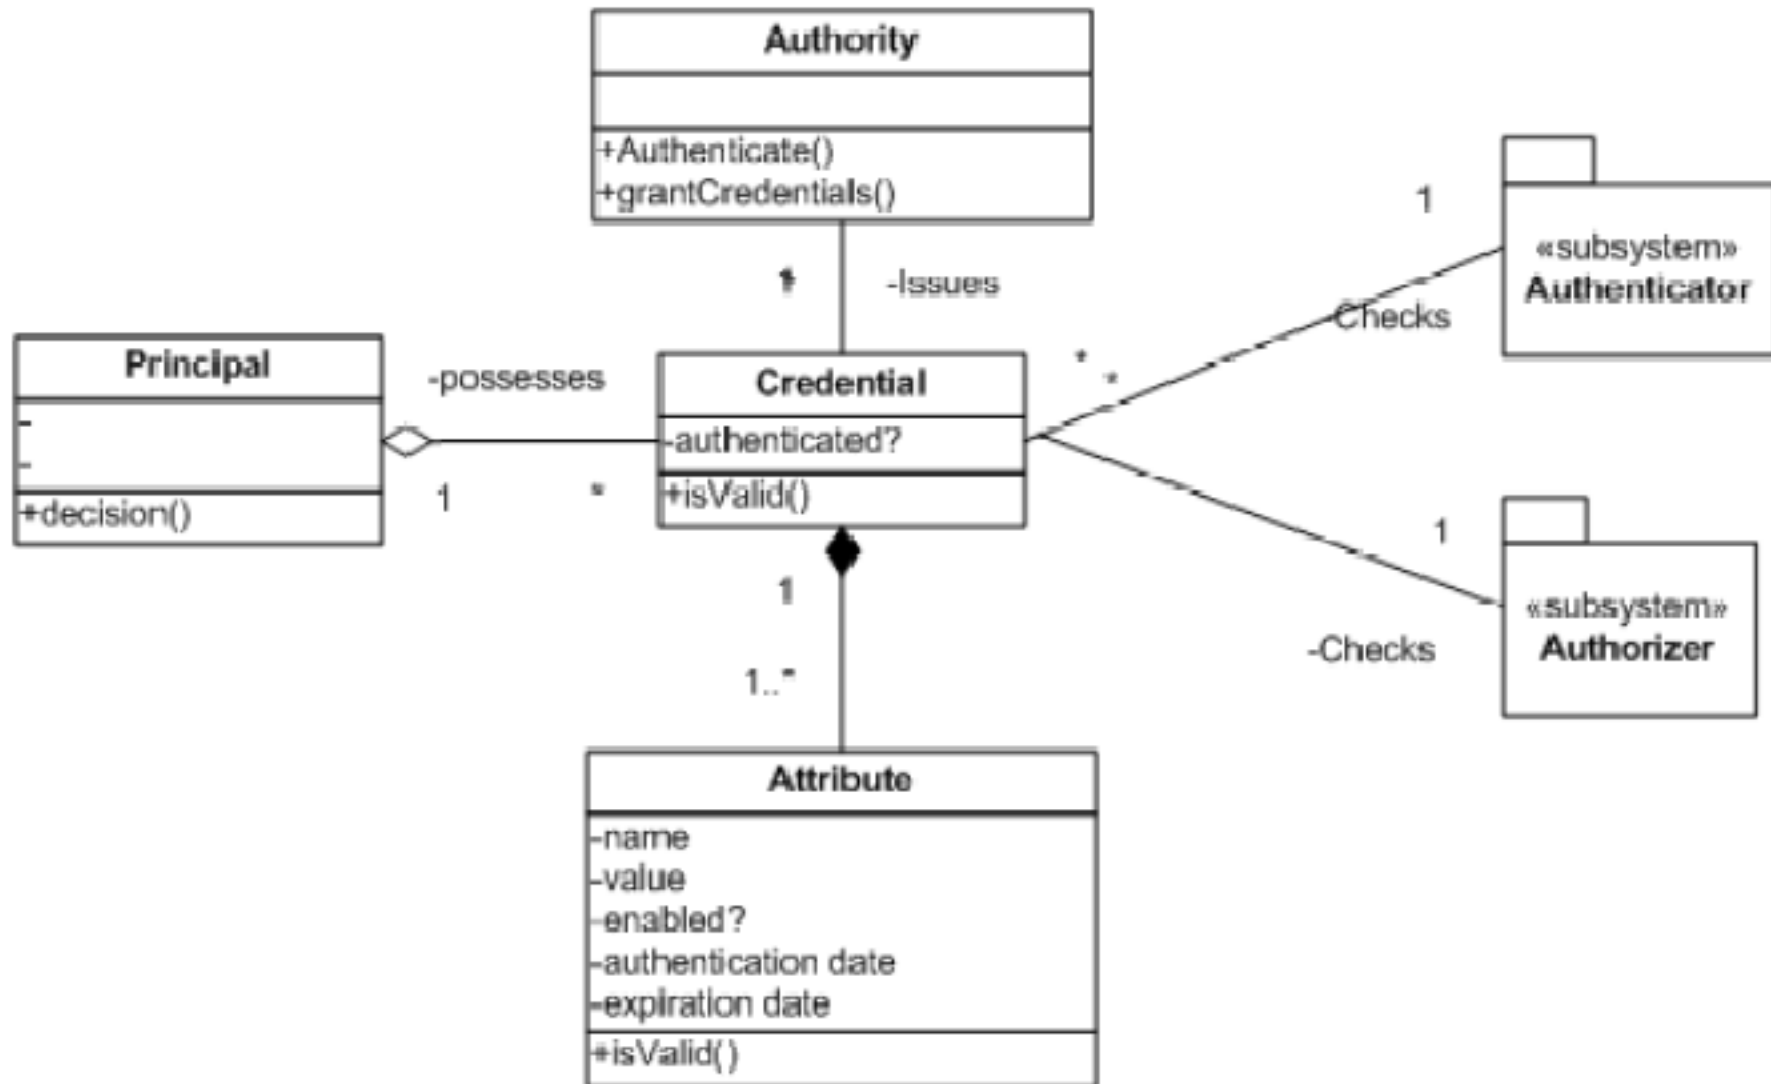 Authority
+Authenticate()
+grantCredentials()
-Issues
1
«subsystem»
Authenticator
-Checks
*
*
Principal
-
-
+decision()
-possesses
1
*
Credential
-authenticated?
+isValid()
1
«subsystem»
Authorizer
-Checks
1
1..*
Attribute
-name
-value
-enabled?
-authentication date
-expiration date
+isValid()